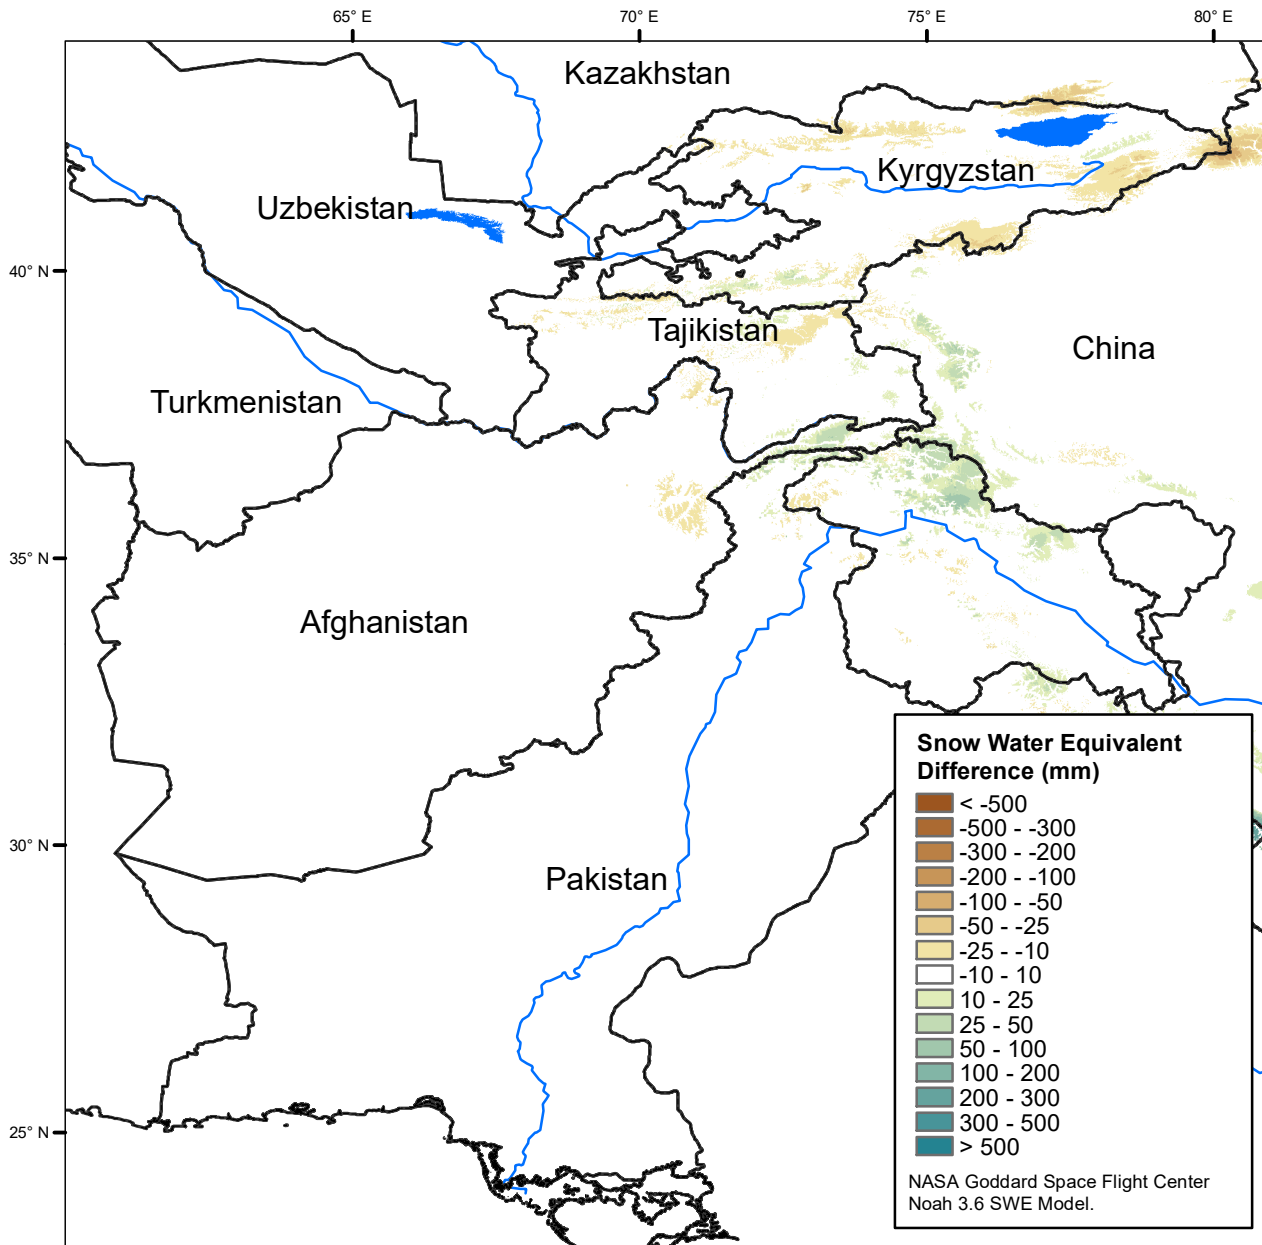 65° E
70° E
75° E
80° E
Kazakhstan
Kyrgyzstan
Uzbekistan
40° N
Tajikistan
China
Turkmenistan
35° N
Afghanistan
Snow Water Equivalent
Difference (mm)
< -500
-500 - -300
-300 - -200
-200 - -100
-100 - -50
-50 - -25
-25 - -10
-10 - 10
10 - 25
25 - 50
50 - 100
100 - 200
200 - 300
300 - 500
> 500
NASA Goddard Space Flight Center
Noah 3.6 SWE Model.
30° N
Pakistan
25° N